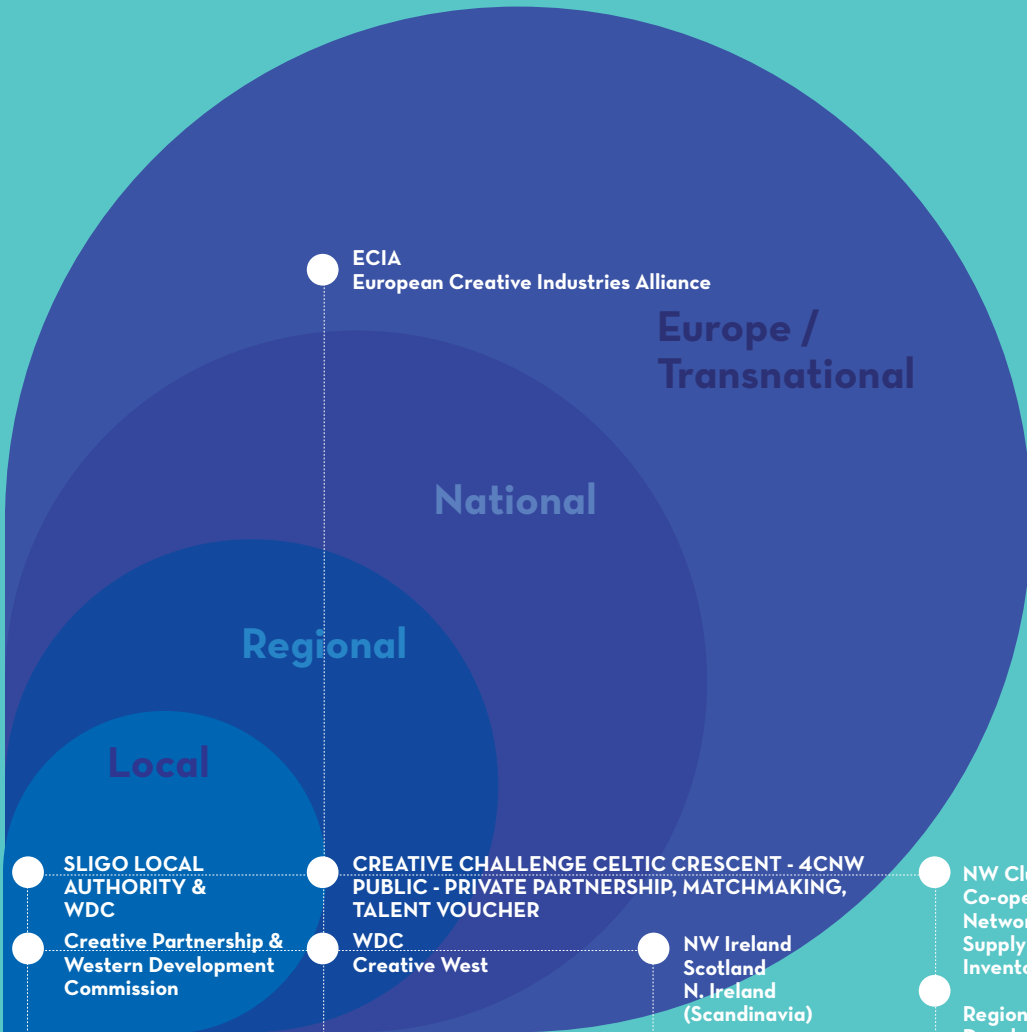 ECIA
European Creative Industries Alliance
Europe /
Transnational
National
Regional
Local
SLIGO LOCAL
AUTHORITY &
WDC
CREATIVE CHALLENGE CELTIC CRESCENT - 4CNW
PUBLIC - PRIVATE PARTNERSHIP, MATCHMAKING,
TALENT VOUCHER
Creative Partnership &
Western Development
Commission
WDC
Creative West
NW Ireland
Scotland
N. Ireland
(Scandinavia)
NW
Supply